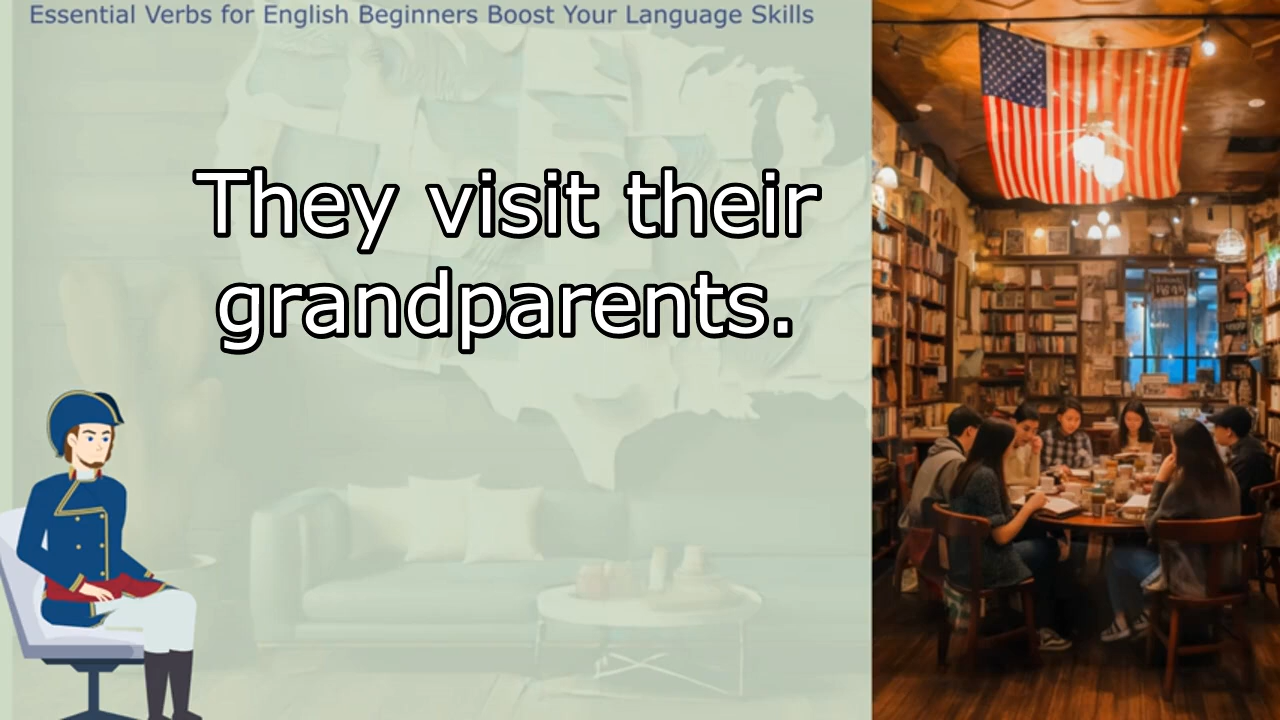 Essential Verbs for English Beginners Boost Your Language Skills
They visit their
grandparents.